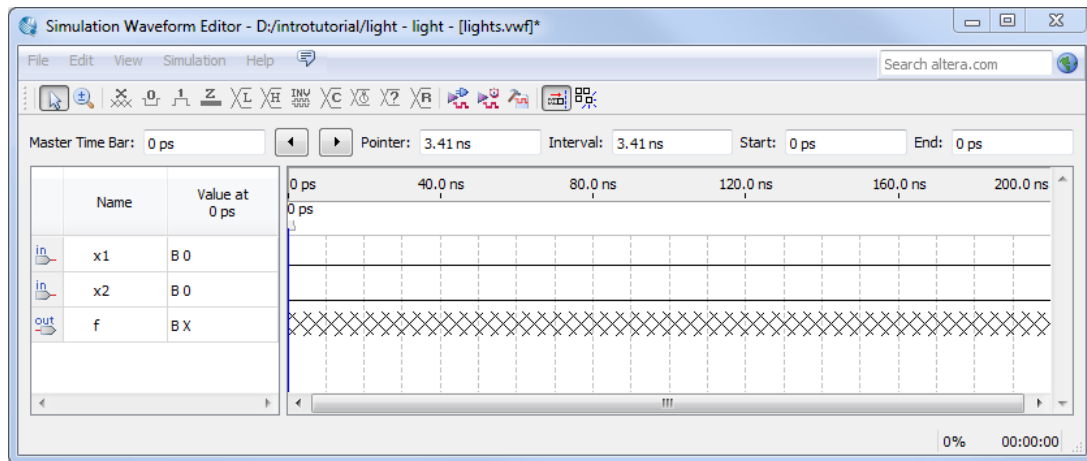 Simulation Waveform Editor - D:/introtutorial/light - light - [lights.vwf]*
File Edit View Simulation Help Search altera.com
Master Time Bar: 0 ps Pointer: 3.41 ns Interval: 3.41 ns Start: 0 ps End: 0 ps
Name Value at 0 ps
0 ps 40.0 ns 80.0 ns 120.0 ns 160.0 ns 200.0 ns
0 ps
in x1 B 0
in x2 B 0
out f B X
0% 00:00:00